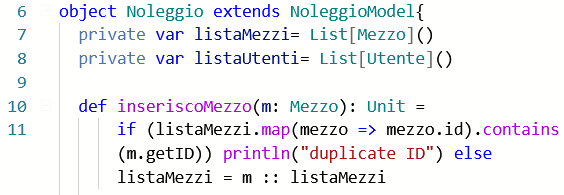 6 object Noleggio extends NoleggioModel{
7 private var listaMezzi= List[Mezzo]()
8 private var listaUtenti= List[Utente]()
9
10 def inseriscoMezzo(m: Mezzo): Unit =
11 if (listaMezzi.map(mezzo => mezzo.id).contains
(m.getID)) println("duplicate ID") else
listaMezzi = m :: listaMezzi